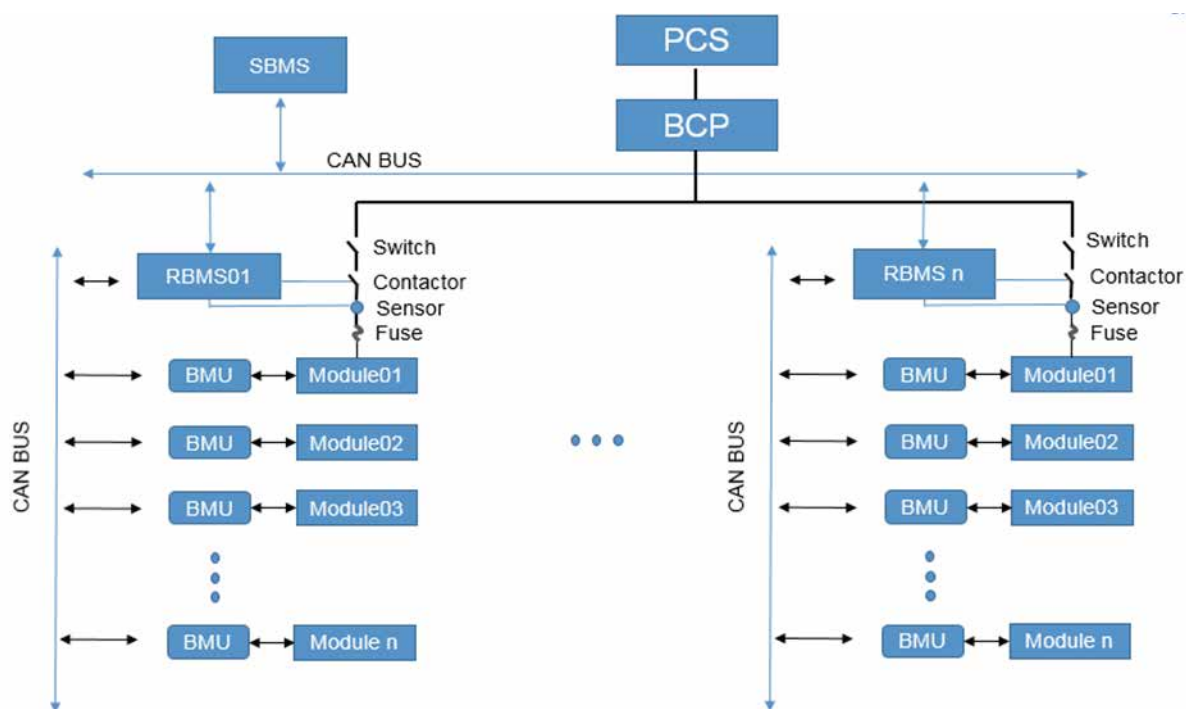 PCS
SBMS
BCP
CAN BUS
Switch
Switch
RBMS01
Contactor
RBMS n
Contactor
Sensor
Sensor
Fuse
Fuse
BMU
Module01
BMU
Module01
BMU
Module02
BMU
Module02
CAN BUS
CAN BUS
BMU
Module03
BMU
Module03
BMU
Module n
BMU
Module n